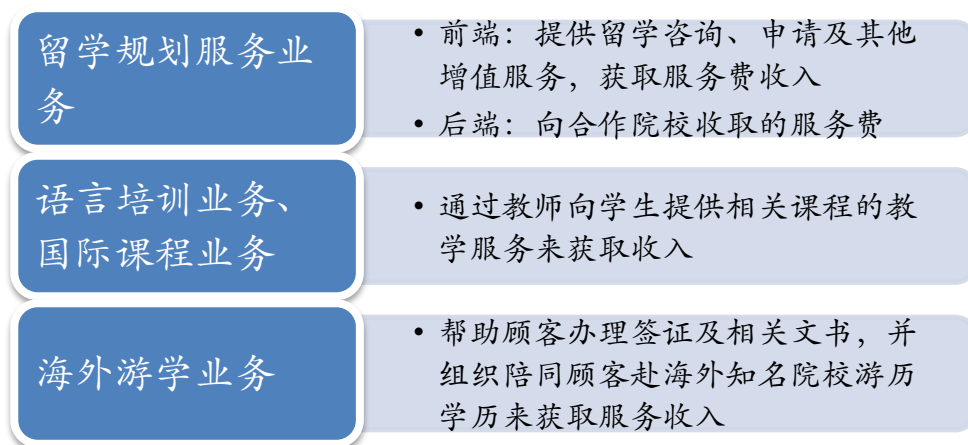 留学规划服务业
务
• 前端：提供留学咨询、申请及其他
增值服务，获取服务费收入
• 后端：向合作院校收取的服务费
语言培训业务、
国际课程业务
• 通过教师向学生提供相关课程的教
学服务来获取收入
海外游学业务
• 帮助顾客办理签证及相关文书，并
组织陪同顾客赴海外知名院校游历
学历来获取服务收入